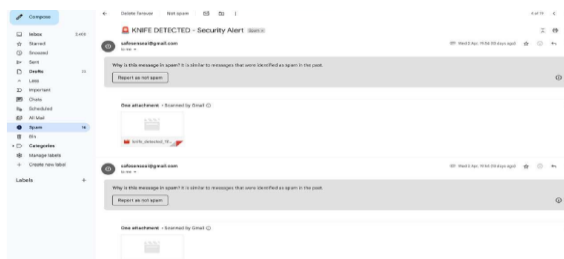 Compose
Delete forever
Not spam
Inbox
Starred
Snoozed
Sent
Drafts
Less
Important
Chats
Scheduled
All Mail
Spam
Bin
Categories
Manage labels
Create new label
Labels +
KNIFE DETECTED - Security Alert
to me
Why is this message in spam? It is similar to messages that were identified as spam in the past.
Report as not spam
One attachment • Scanned by Gmail
to me
Why is this message in spam? It is similar to messages that were identified as spam in the past.
Report as not spam
One attachment • Scanned by Gmail